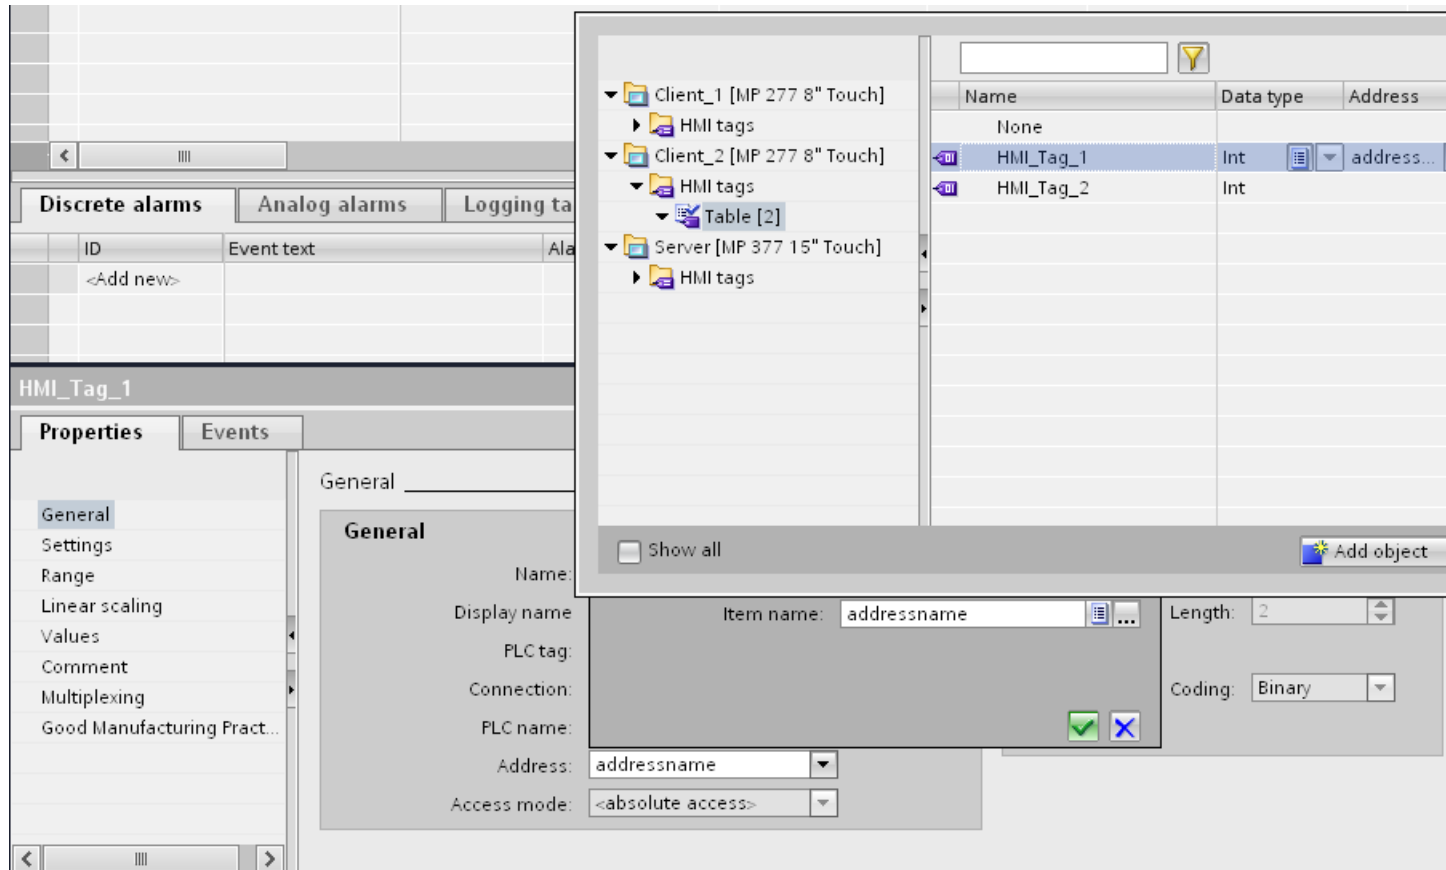 Client_1 [MP 277 8" Touch]
HMI tags
Client_2 [MP 277 8" Touch]
HMI tags
Table [2]
Server [MP 377 15" Touch]
HMI tags
Name Data type Address
None
HMI_Tag_1 Int address...
HMI_Tag_2 Int
Show all
Add object
Discrete alarms Analog alarms Logging ta
ID Event text Ala
<Add new>
HMI_Tag_1
Properties Events
General
Settings
Range
Linear scaling
Values
Comment
Multiplexing
Good Manufacturing Pract...
General
General
Name:
Display name
PLC tag:
Connection:
PLC name:
Address: addressname
Access mode: <absolute access>
Item name: addressname ...
Length: 2
Coding: Binary